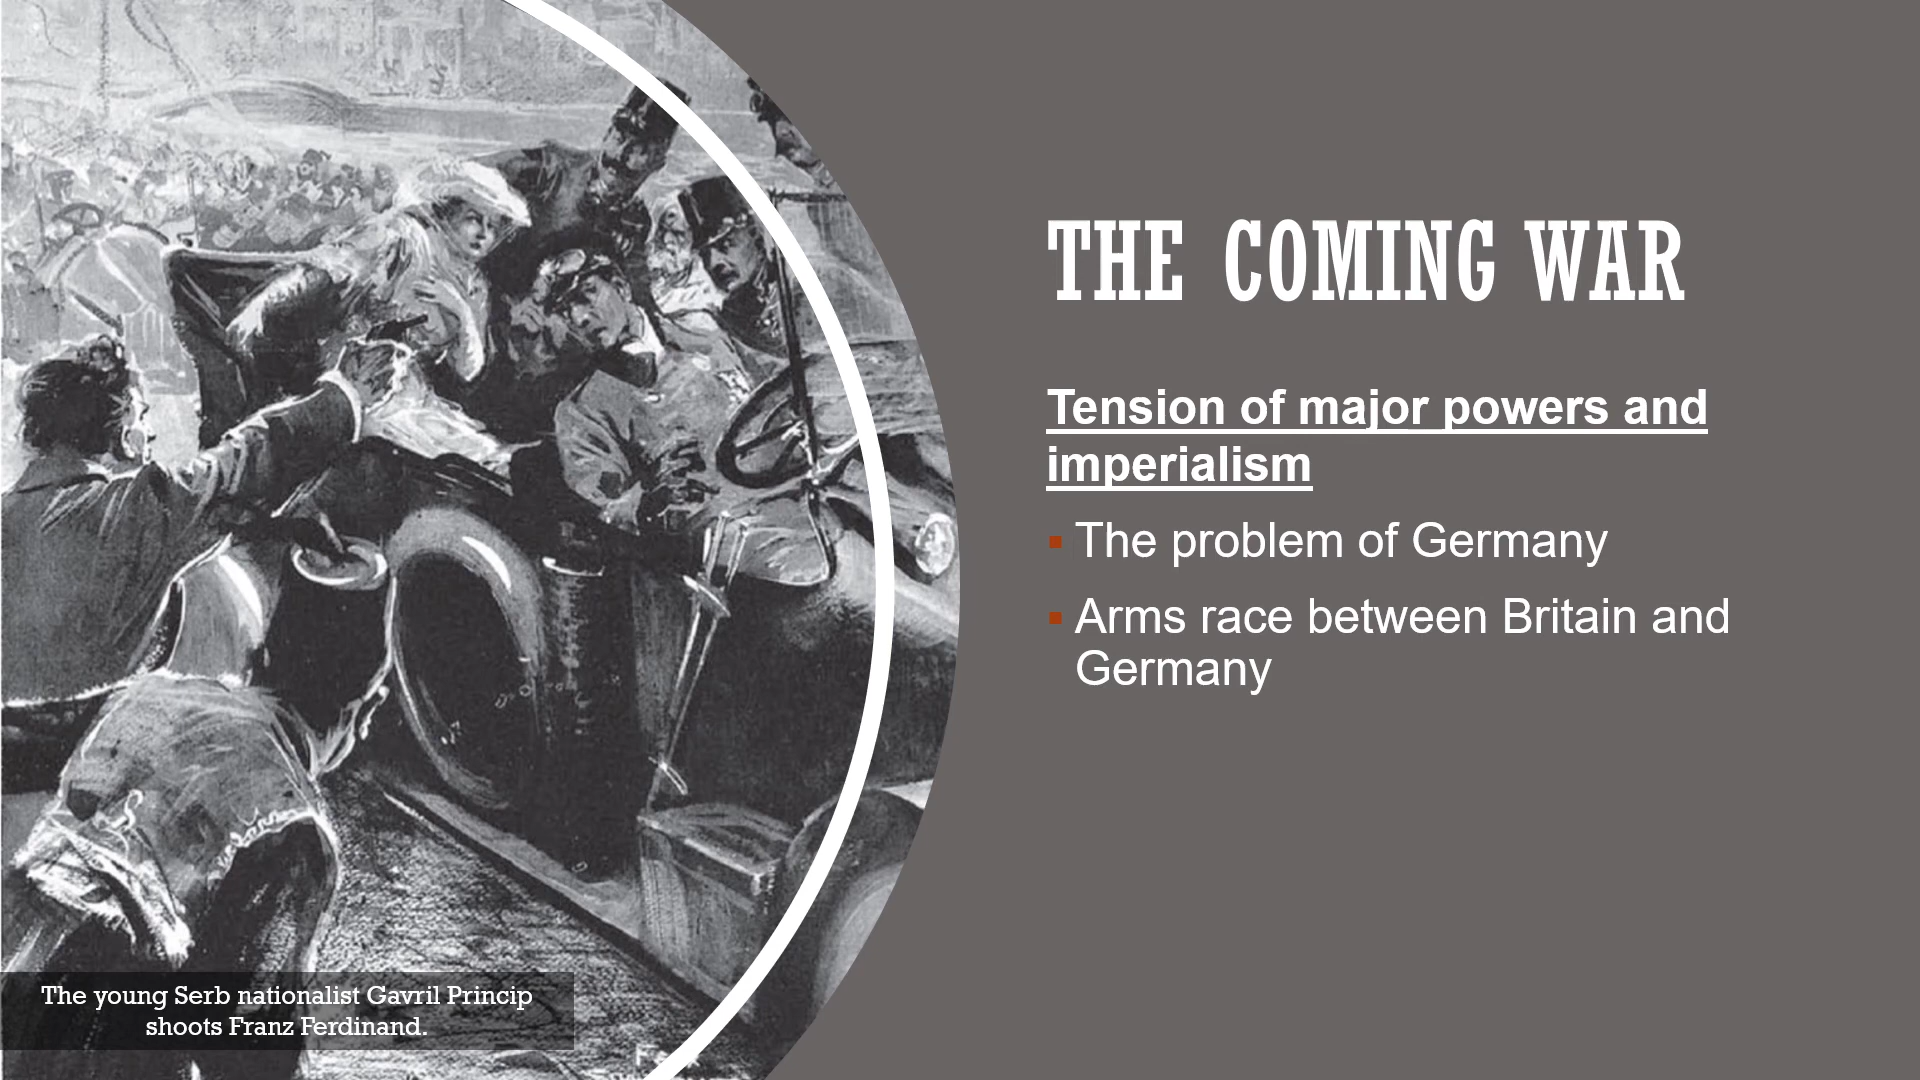 THE COMING WAR
Tension of major powers and
imperialism
▪ The problem of Germany
▪ Arms race between Britain and
Germany
The young Serb nationalist Gavril Princip
shoots Franz Ferdinand.